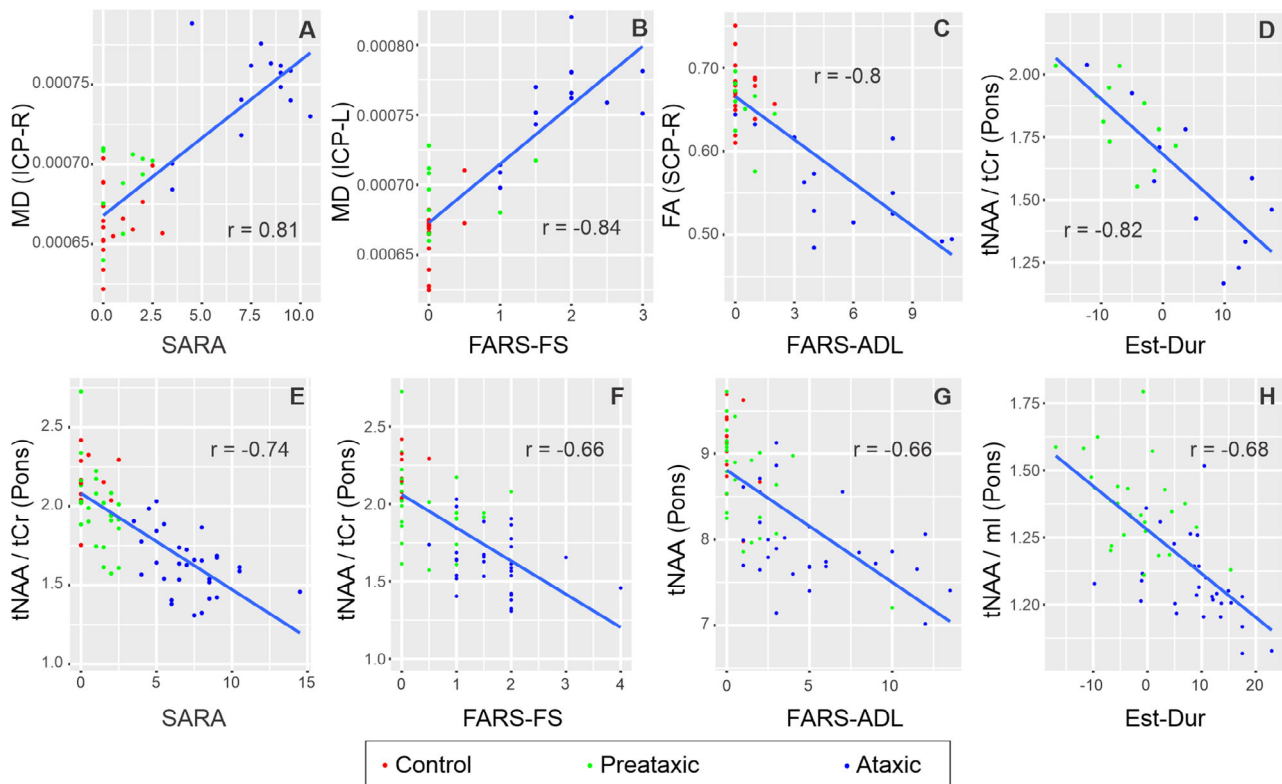 A
MD (ICP-R)
0.00075
0.00070
0.00065
r = 0.81
0.0
2.5
5.0
7.5
10.0
SARA
B
MD (ICP-L)
0.00080
0.00075
0.00070
0.00065
r = -0.84
0
1
2
3
FARS-FS
C
FA (SCP-R)
0.70
0.60
0.50
r = -0.8
0
3
6
9
FARS-ADL
D
tNAA / tCr (Pons)
2.00
1.75
1.50
1.25
r = -0.82
-10
0
10
Est-Dur
E
tNAA / tCr (Pons)
2.5
2.0
1.5
1.0
r = -0.74
0
5
10
15
SARA
F
tNAA / tCr (Pons)
2.5
2.0
1.5
1.0
r = -0.66
0
1
2
3
4
FARS-FS
G
tNAA (Pons)
9
8
7
r = -0.66
0
5
10
FARS-ADL
H
tNAA / mI (Pons)
1.75
1.50
1.25
1.20
r = -0.68
-10
0
10
20
Est-Dur
Control Preataxic Ataxic